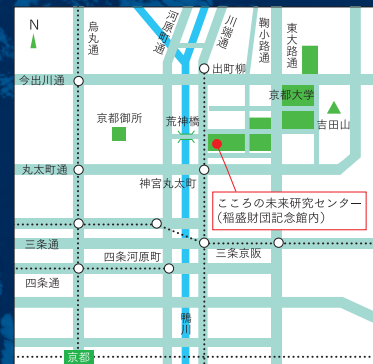 N
烏丸通
河原町通
川端通
鞠小路通
東大路通
出町柳
今出川通
京都大学
京都御所
荒神橋
吉田山
丸太町通
神宮丸太町
こころの未来研究センター
（稲盛財団記念館内）
三条通
三条京阪
四条河原町
四条通
鴨川
京都